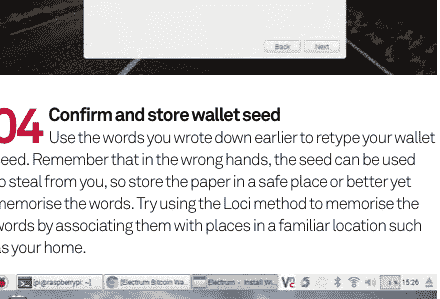 Back Next
04 Confirm and store wallet seed
Use the words you wrote down earlier to retype your wallet
eed. Remember that in the wrong hands, the seed can be used
o steal from you, so store the paper in a safe place or better yet
memorise the words. Try using the Loci method to memorise the
words by associating them with places in a familiar location such
as your home.
[pi@raspberrypi: ~] [Electrum Bitcoin Wa... Electrum - Install Wi... 15:26